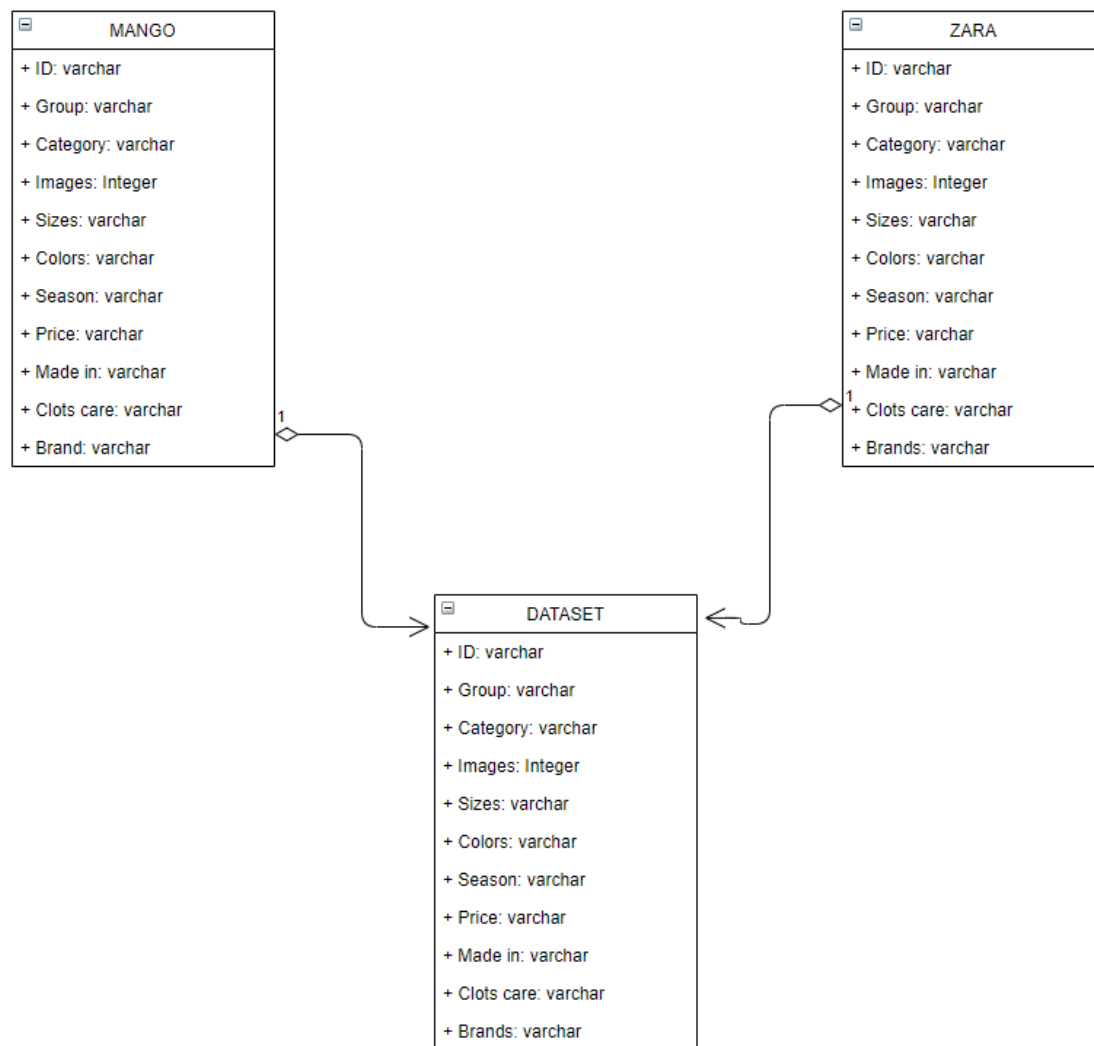 MANGO
+ ID: varchar
+ Group: varchar
+ Category: varchar
+ Images: Integer
+ Sizes: varchar
+ Colors: varchar
+ Season: varchar
+ Price: varchar
+ Made in: varchar
+ Clots care: varchar
+ Brand: varchar
1
ZARA
+ ID: varchar
+ Group: varchar
+ Category: varchar
+ Images: Integer
+ Sizes: varchar
+ Colors: varchar
+ Season: varchar
+ Price: varchar
+ Made in: varchar
+ Clots care: varchar
+ Brands: varchar
1
DATASET
+ ID: varchar
+ Group: varchar
+ Category: varchar
+ Images: Integer
+ Sizes: varchar
+ Colors: varchar
+ Season: varchar
+ Price: varchar
+ Made in: varchar
+ Clots care: varchar
+ Brands: varchar